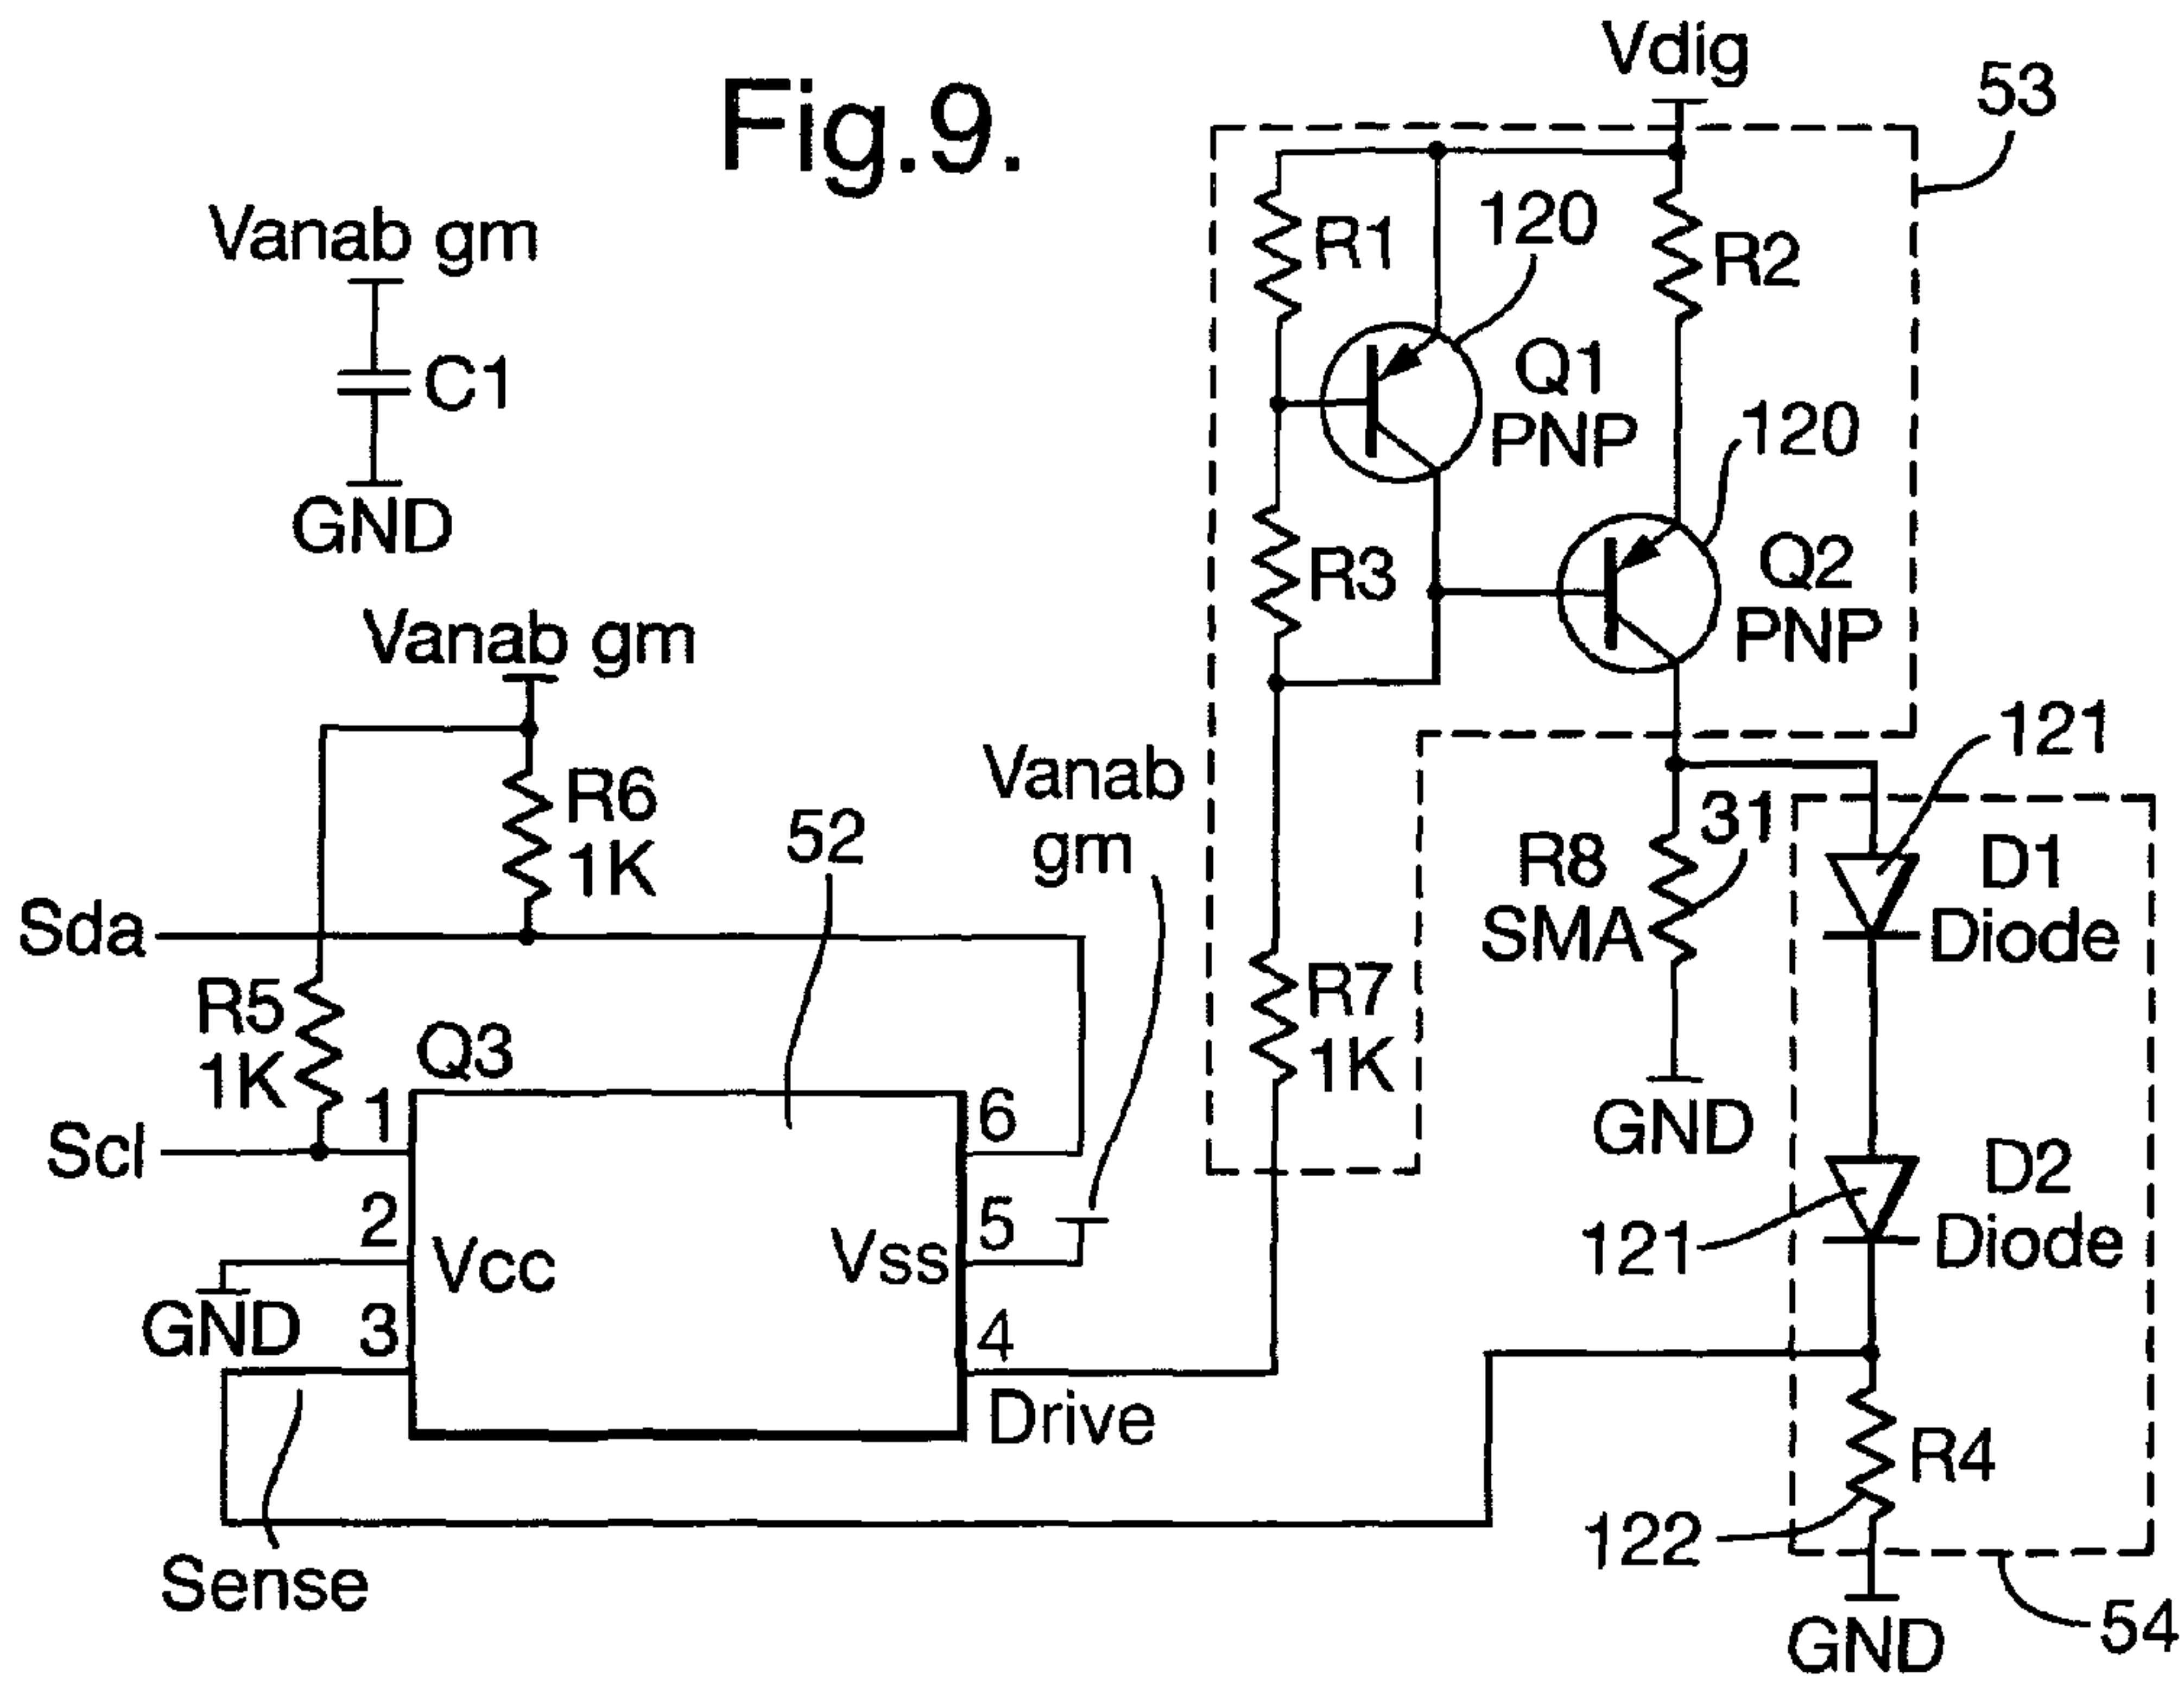 Fig.9.
Vdig
53
Vanab gm
C1
GND
R1
120
R2
Q1
PNP
120
R3
Q2
PNP
Vanab gm
R6
1K
52
Vanab
gm
121
31
R8
SMA
D1
Diode
Sda
R5
1K
Q3
R7
1K
GND
Scl
1
6
2
Vcc
Vss
5
D2
Diode
121
GND
3
4
Drive
R4
122
Sense
GND
54